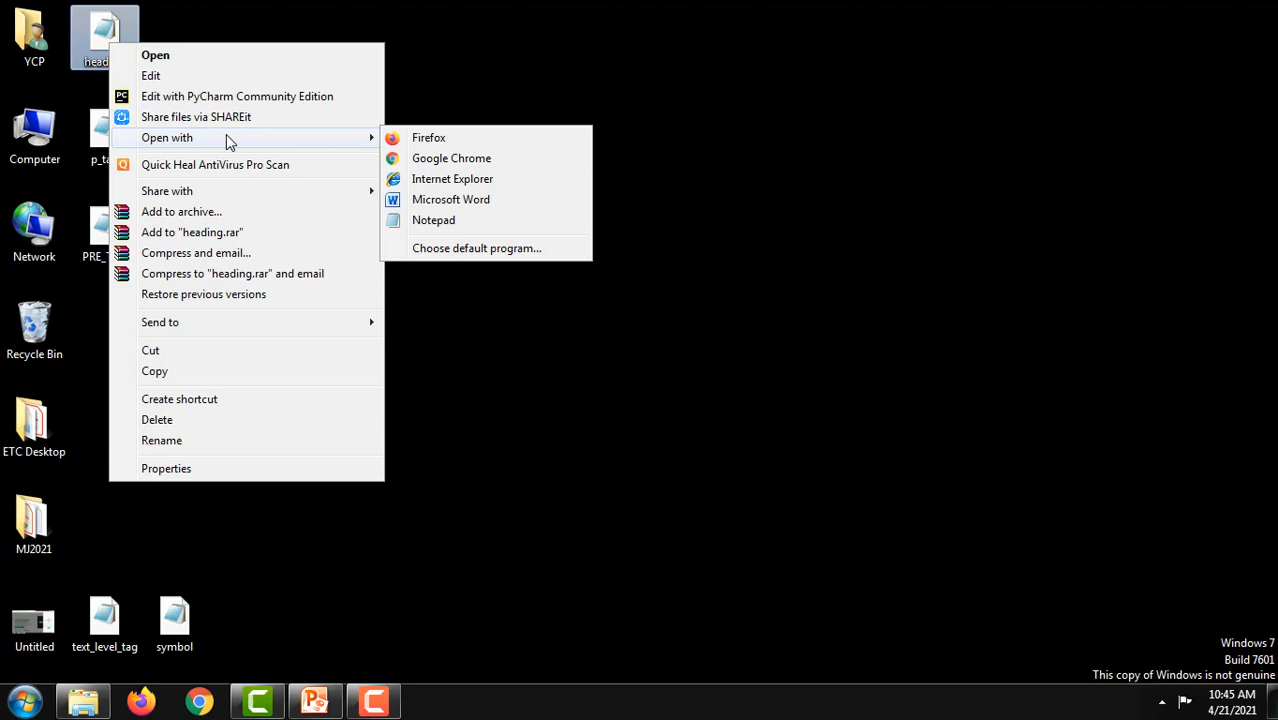 YCP
Computer
Network
Recycle Bin
ETC Desktop
MJ2021
Untitled
text_level_tag
symbol
Open
Edit
PC
Edit with PyCharm Community Edition
Share files via SHAREit
Open with
Quick Heal AntiVirus Pro Scan
Share with
Add to archive...
Add to "heading.rar"
Compress and email...
Compress to "heading.rar" and email
Restore previous versions
Send to
Cut
Copy
Create shortcut
Delete
Rename
Properties
Firefox
Google Chrome
Internet Explorer
Microsoft Word
Notepad
Choose default program...
Windows 7
Build 7601
This copy of Windows is not genuine
10:45 AM
4/21/2021